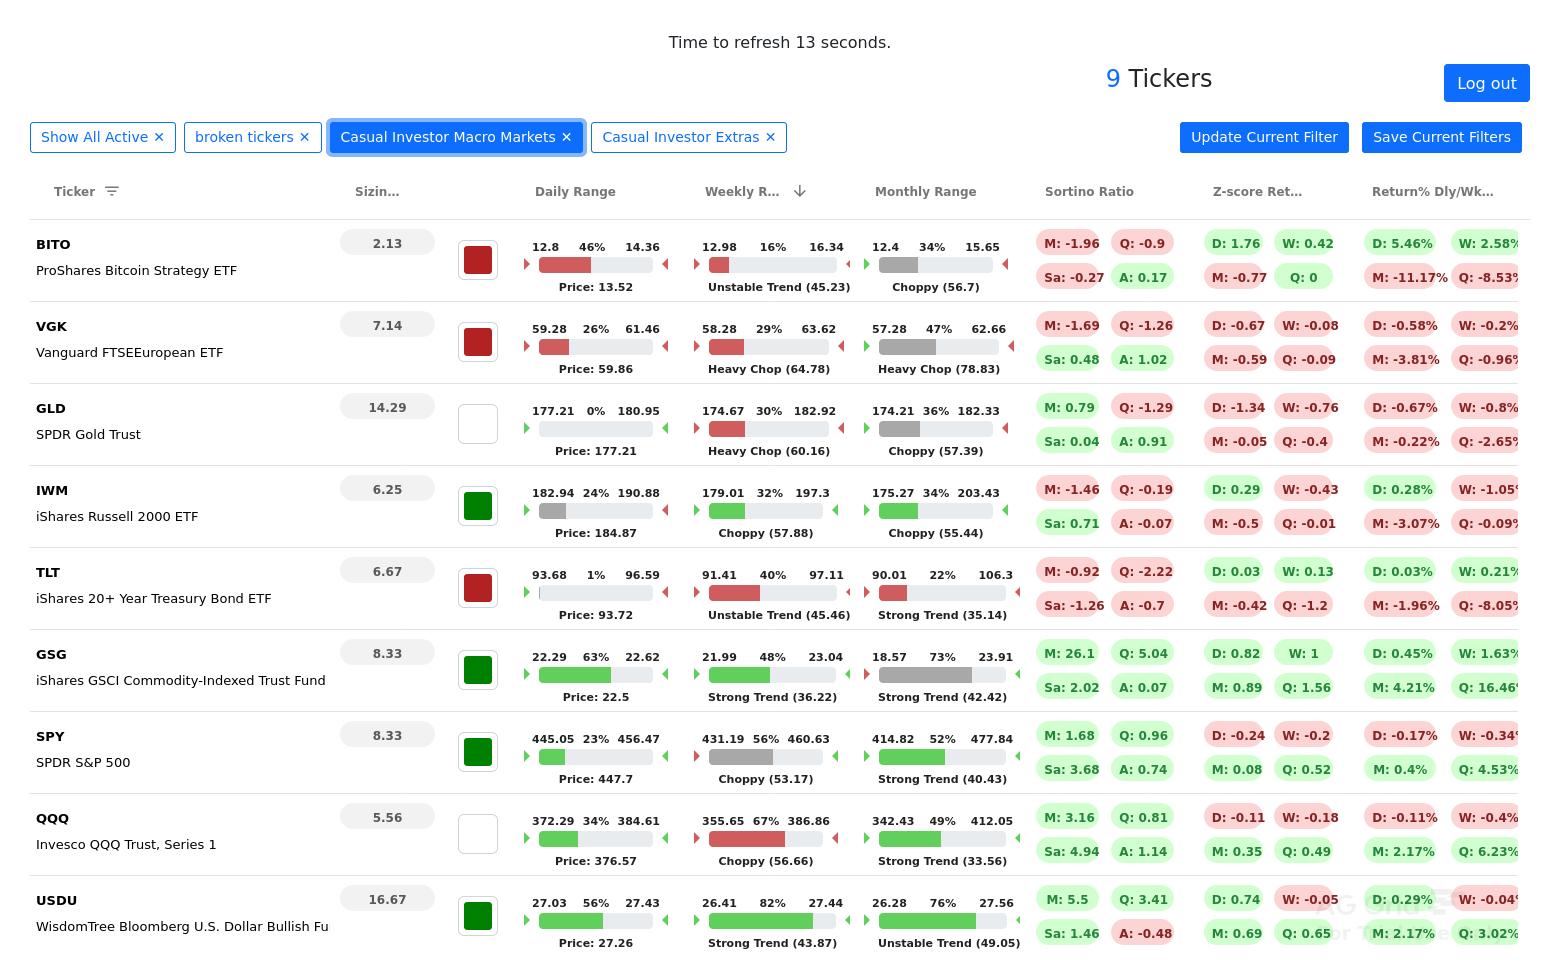 Time to refresh 13 seconds.
9 Tickers
Log out
Show All Active ✕ broken tickers ✕ Casual Investor Macro Markets ✕ Casual Investor Extras ✕ Update Current Filter Save Current Filters
Ticker Sizin... Daily Range Weekly R... Monthly Range Sortino Ratio Z-score Ret... Return% Dly/Wk...
BITO 2.13 12.8 46% 14.36 12.98 16% 16.34 12.4 34% 15.65 M: -1.96 Q: -0.9 D: 1.76 W: 0.42 D: 5.46% W: 2.58%
ProShares Bitcoin Strategy ETF Price: 13.52 Unstable Trend (45.23) Choppy (56.7) Sa: -0.27 A: 0.17 M: -0.77 Q: 0 M: -11.17% Q: -8.53%
VGK 7.14 59.28 26% 61.46 58.28 29% 63.62 57.28 47% 62.66 M: -1.69 Q: -1.26 D: -0.67 W: -0.08 D: -0.58% W: -0.2%
Vanguard FTSEEuropean ETF Price: 59.86 Heavy Chop (64.78) Heavy Chop (78.83) Sa: 0.48 A: 1.02 M: -0.59 Q: -0.09 M: -3.81% Q: -0.96%
GLD 14.29 177.21 0% 180.95 174.67 30% 182.92 174.21 36% 182.33 M: 0.79 Q: -1.29 D: -1.34 W: -0.76 D: -0.67% W: -0.8%
SPDR Gold Trust Price: 177.21 Heavy Chop (60.16) Choppy (57.39) Sa: 0.04 A: 0.91 M: -0.05 Q: -0.4 M: -0.22% Q: -2.65%
IWM 6.25 182.94 24% 190.88 179.01 32% 197.3 175.27 34% 203.43 M: -1.46 Q: -0.19 D: 0.29 W: -0.43 D: 0.28% W: -1.05%
iShares Russell 2000 ETF Price: 184.87 Choppy (57.88) Choppy (55.44) Sa: 0.71 A: -0.07 M: -0.5 Q: -0.01 M: -3.07% Q: -0.09%
TLT 6.67 93.68 1% 96.59 91.41 40% 97.11 90.01 22% 106.3 M: -0.92 Q: -2.22 D: 0.03 W: 0.13 D: 0.03% W: 0.21%
iShares 20+ Year Treasury Bond ETF Price: 93.72 Unstable Trend (45.46) Strong Trend (35.14) Sa: -1.26 A: -0.7 M: -0.42 Q: -1.2 M: -1.96% Q: -8.05%
GSG 8.33 22.29 63% 22.62 21.99 48% 23.04 18.57 73% 23.91 M: 26.1 Q: 5.04 D: 0.82 W: 1 D: 0.45% W: 1.63%
iShares GSCI Commodity-Indexed Trust Fund Price: 22.5 Strong Trend (36.22) Strong Trend (42.42) Sa: 2.02 A: 0.07 M: 0.89 Q: 1.56 M: 4.21% Q: 16.46%
SPY 8.33 445.05 23% 456.47 431.19 56% 460.63 414.82 52% 477.84 M: 1.68 Q: 0.96 D: -0.24 W: -0.2 D: -0.17% W: -0.34%
SPDR S&P 500 Price: 447.7 Choppy (53.17) Strong Trend (40.43) Sa: 3.68 A: 0.74 M: 0.08 Q: 0.52 M: 0.4% Q: 4.53%
QQQ 5.56 372.29 34% 384.61 355.65 67% 386.86 342.43 49% 412.05 M: 3.16 Q: 0.81 D: -0.11 W: -0.18 D: -0.11% W: -0.4%
Invesco QQQ Trust, Series 1 Price: 376.57 Choppy (56.66) Strong Trend (33.56) Sa: 4.94 A: 1.14 M: 0.35 Q: 0.49 M: 2.17% Q: 6.23%
USDU 16.67 27.03 56% 27.43 26.41 82% 27.44 26.28 76% 27.56 M: 5.5 Q: 3.41 D: 0.74 W: -0.05 D: 0.29% W: -0.04%
WisdomTree Bloomberg U.S. Dollar Bullish Fu Price: 27.26 Strong Trend (43.87) Unstable Trend (49.05) Sa: 1.46 A: -0.48 M: 0.69 Q: 0.65 M: 2.17% Q: 3.02%